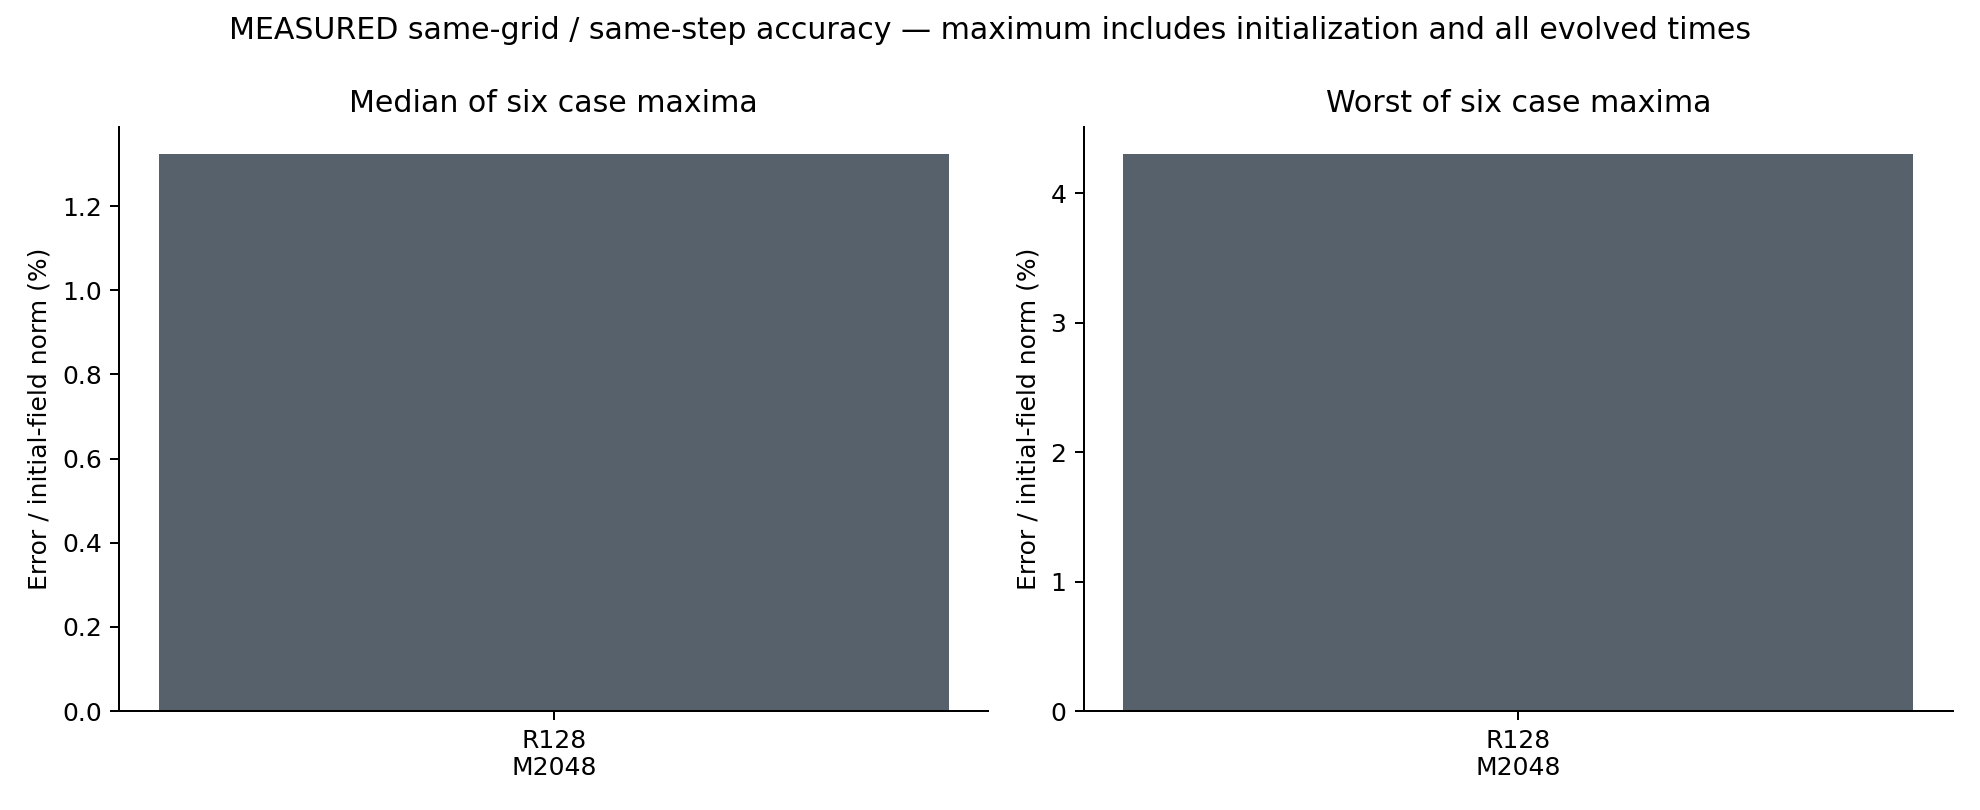 MEASURED same-grid / same-step accuracy — maximum includes initialization and all evolved times
Median of six case maxima
Error / initial-field norm (%)
1.2
1.0
0.8
0.6
0.4
0.2
0.0
R128
M2048
Worst of six case maxima
Error / initial-field norm (%)
4
3
2
1
0
R128
M2048